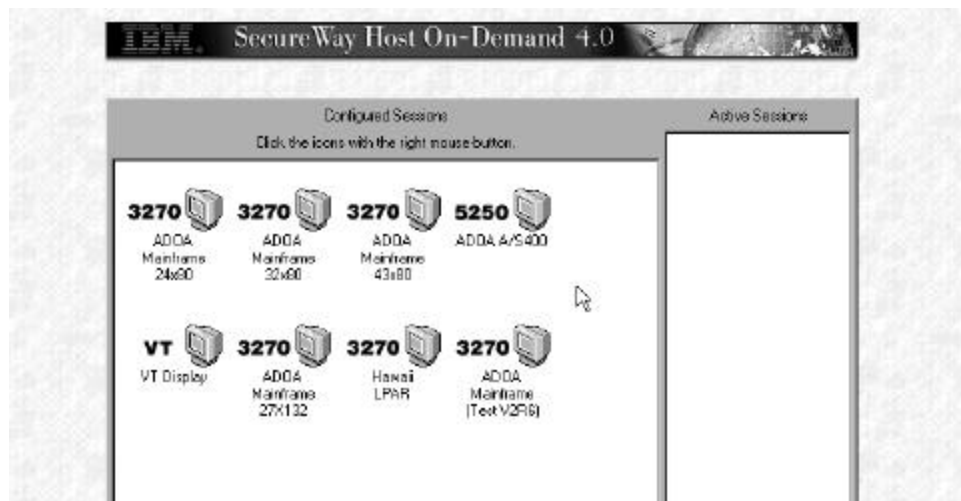 IBM. SecureWay Host On-Demand 4.0
Configured Sessions
Active Sessions
Click the icons with the right mouse-button.
3270
ADOA
Mainframe
24x80
3270
ADOA
Mainframe
32x80
3270
ADOA
Mainframe
43x80
5250
ADOA A/S400
VT
VT Display
3270
ADOA
Mainframe
27X132
3270
Hawaii
LPAR
3270
ADOA
Mainframe
(Test V2R6)